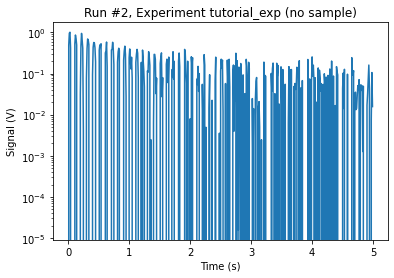 Run #2, Experiment tutorial_exp (no sample)
Signal (V)
10⁰
10⁻¹
10⁻²
10⁻³
10⁻⁴
10⁻⁵
0 1 2 3 4 5
Time (s)